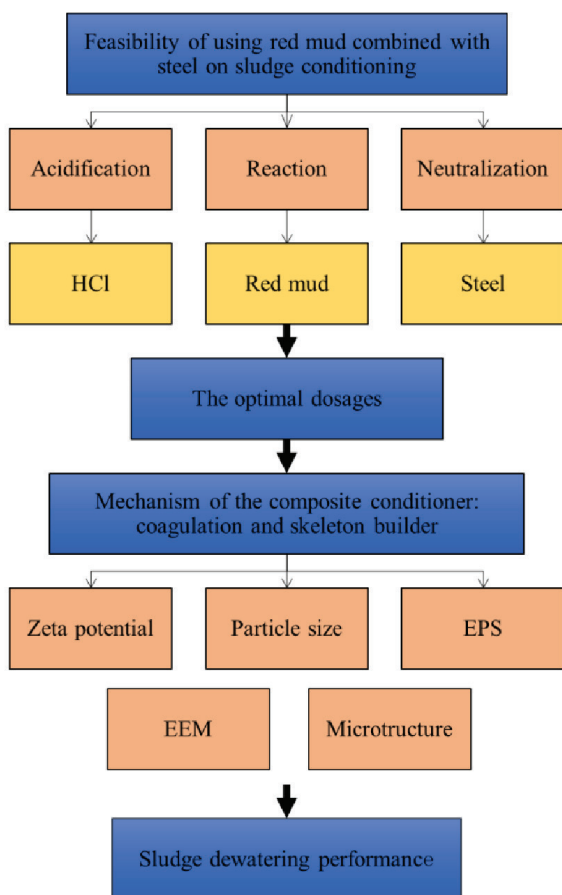 Feasibility of using red mud combined with
steel on sludge conditioning
Acidification
Reaction
Neutralization
HCl
Red mud
Steel
The optimal dosages
Mechanism of the composite conditioner:
coagulation and skeleton builder
Zeta potential
Particle size
EPS
EEM
Microtructure
Sludge dewatering performance